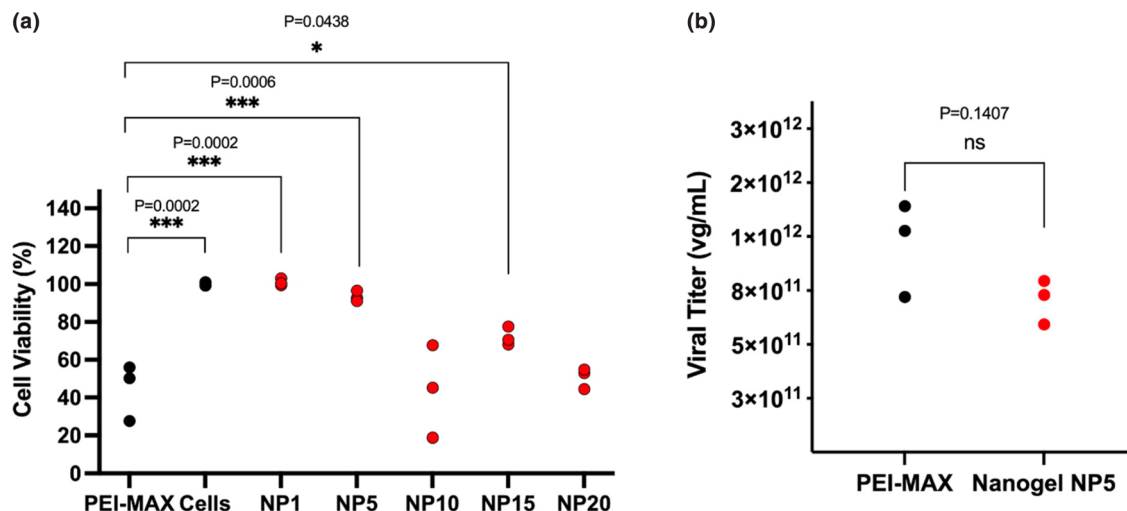 (a)
P=0.0438
*
P=0.0006
***
P=0.0002
***
P=0.0002
***
Cell Viability (%)
140
120
100
80
60
40
20
0
PEI-MAX Cells NP1 NP5 NP10 NP15 NP20
(b)
P=0.1407
ns
Viral Titer (vg/mL)
3×10¹²
2×10¹²
1×10¹²
8×10¹¹
5×10¹¹
3×10¹¹
PEI-MAX Nanogel NP5